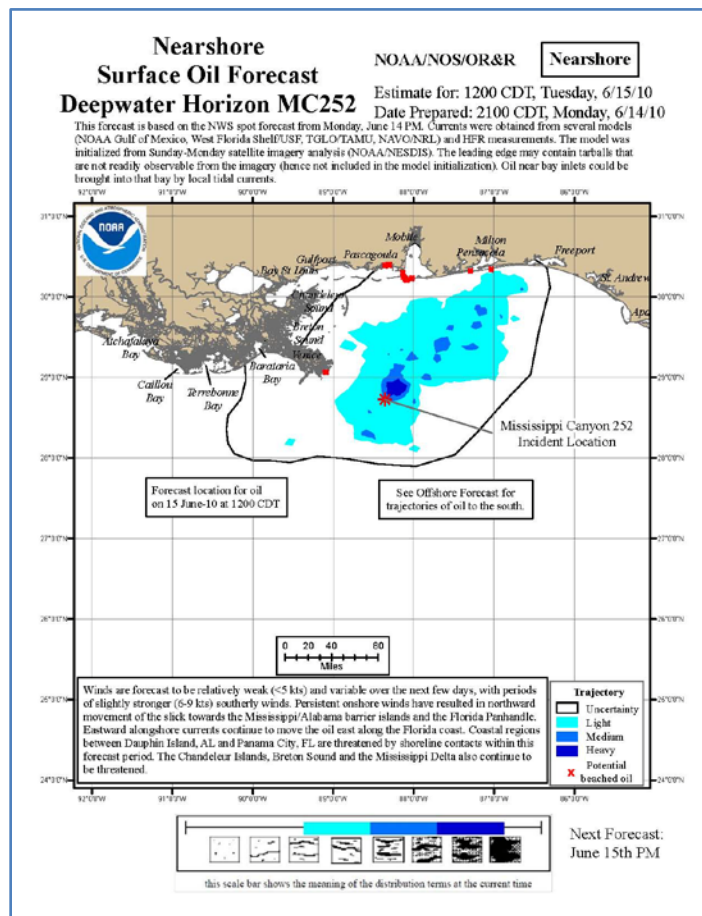 Nearshore
Surface Oil Forecast
Deepwater Horizon MC252
NOAA/NOS/OR&R
Nearshore
Estimate for: 1200 CDT, Tuesday, 6/15/10
Date Prepared: 2100 CDT, Monday, 6/14/10
This forecast is based on the NWS spot forecast from Monday, June 14 PM. Currents were obtained from several models
(NOAA Gulf of Mexico, West Florida Shelf/USF, TGLO/TAMU, NAVO/NRL) and HFR measurements. The model was
initialized from Sunday-Monday satellite imagery analysis (NOAA/NESDIS). The leading edge may contain tarballs that
are not readily observable from the imagery (hence not included in the model initialization). Oil near bay inlets could be
brought into that bay by local tidal currents.
NOAA
Mobile
Milton
Pensacola
Freeport
Pascagoula
Gulfport
Bay St Louis
St. Andrew
Chandeleur
Sound
Breton
Sound
Venice
Atchafalaya
Bay
Barataria
Bay
Caillou
Bay
Terrebonne
Bay
Mississippi Canyon 252
Incident Location
Forecast location for oil
on 15 June-10 at 1200 CDT
See Offshore Forecast for
trajectories of oil to the south.
0 20 40 80
Miles
Winds are forecast to be relatively weak (<5 kts) and variable over the next few days, with periods
of slightly stronger (6-9 kts) southerly winds. Persistent onshore winds have resulted in northward
movement of the slick towards the Mississippi/Alabama barrier islands and the Florida Panhandle.
Eastward alongshore currents continue to move the oil east along the Florida coast. Coastal regions
between Dauphin Island, AL and Panama City, FL are threatened by shoreline contacts within this
forecast period. The Chandeleur Islands, Breton Sound and the Mississippi Delta also continue to
be threatened.
Trajectory
Uncertainty
Light
Medium
Heavy
Potential
beached oil
Next Forecast:
June 15th PM
this scale bar shows the meaning of the distribution terms at the current time